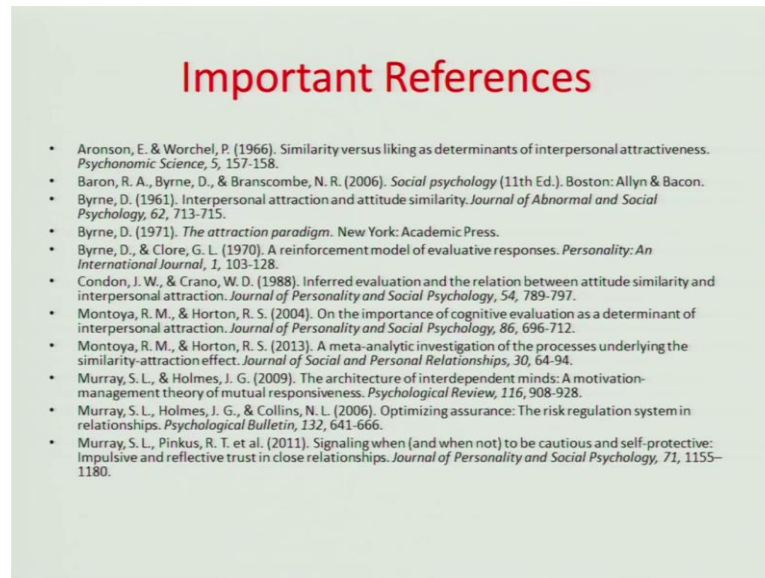 Important References
• Aronson, E. & Worchel, P. (1966). Similarity versus liking as determinants of interpersonal attractiveness.
Psychonomic Science, 5, 157-158.
• Baron, R. A., Byrne, D., & Branscombe, N. R. (2006). Social psychology (11th Ed.). Boston: Allyn & Bacon.
• Byrne, D. (1961). Interpersonal attraction and attitude similarity. Journal of Abnormal and Social
Psychology, 62, 713-715.
• Byrne, D. (1971). The attraction paradigm. New York: Academic Press.
• Byrne, D., & Clore, G. L. (1970). A reinforcement model of evaluative responses. Personality: An
International Journal, 1, 103-128.
• Condon, J. W., & Crano, W. D. (1988). Inferred evaluation and the relation between attitude similarity and
interpersonal attraction. Journal of Personality and Social Psychology, 54, 789-797.
• Montoya, R. M., & Horton, R. S. (2004). On the importance of cognitive evaluation as a determinant of
interpersonal attraction. Journal of Personality and Social Psychology, 86, 696-712.
• Montoya, R. M., & Horton, R. S. (2013). A meta-analytic investigation of the processes underlying the
similarity-attraction effect. Journal of Social and Personal Relationships, 30, 64-94.
• Murray, S. L., & Holmes, J. G. (2009). The architecture of interdependent minds: A motivation-
management theory of mutual responsiveness. Psychological Review, 116, 908-928.
• Murray, S. L., Holmes, J. G., & Collins, N. L. (2006). Optimizing assurance: The risk regulation system in
relationships. Psychological Bulletin, 132, 641-666.
• Murray, S. L., Pinkus, R. T. et al. (2011). Signaling when (and when not) to be cautious and self-protective:
Impulsive and reflective trust in close relationships. Journal of Personality and Social Psychology, 71, 1155–
1180.